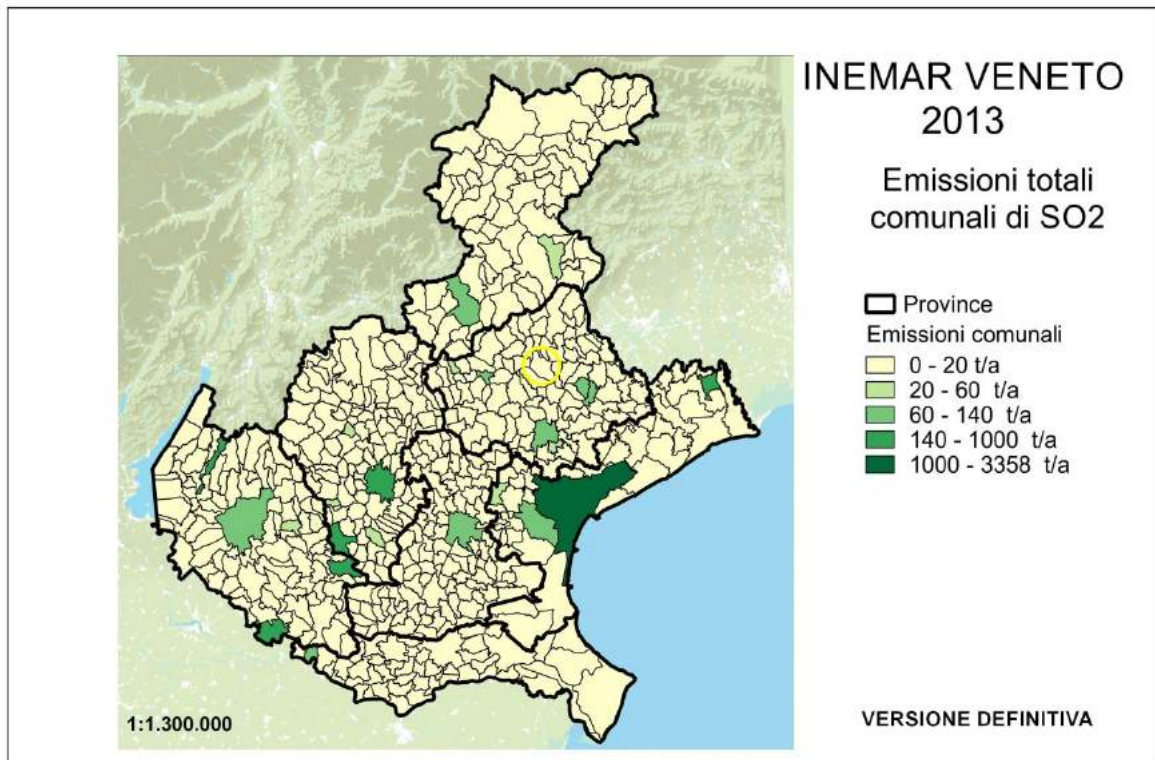 INEMAR VENETO
2013
Emissioni totali
comunali di SO2
Province
Emissioni comunali
0 - 20 t/a
20 - 60 t/a
60 - 140 t/a
140 - 1000 t/a
1000 - 3358 t/a
1:1.300.000
VERSIONE DEFINITIVA